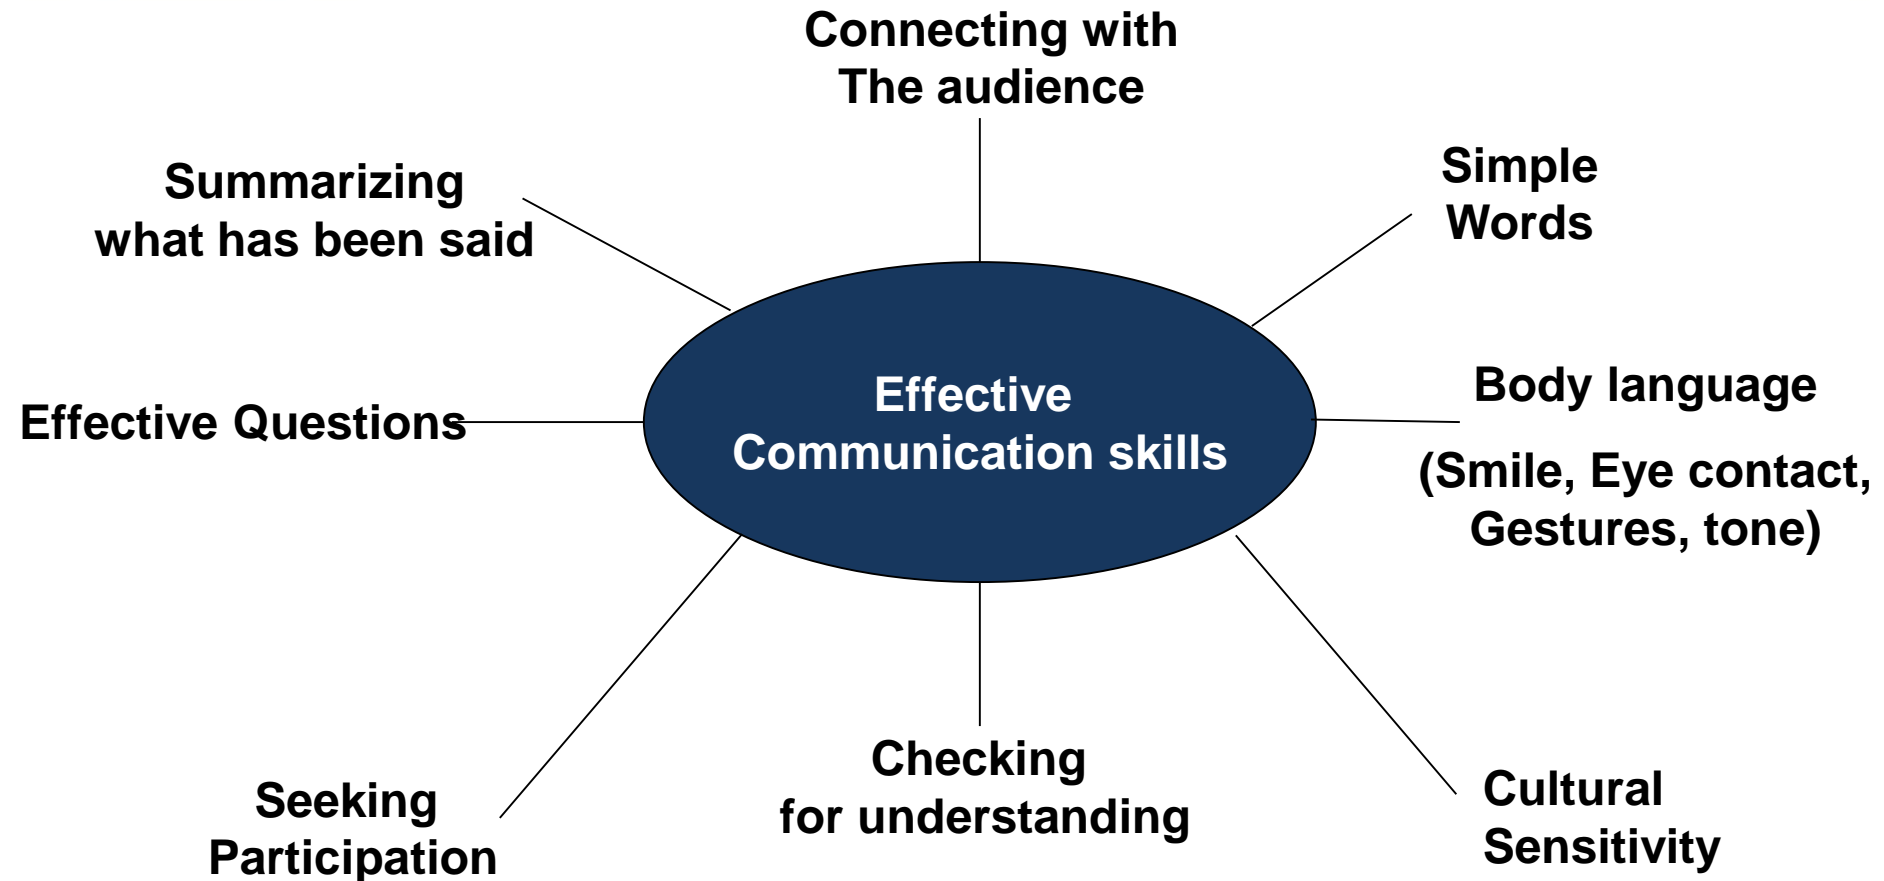 Connecting with
The audience
Summarizing
what has been said
Simple
Words
Effective
Communication skills
Effective Questions
Body language
(Smile, Eye contact,
Gestures, tone)
Seeking
Participation
Checking
for understanding
Cultural
Sensitivity